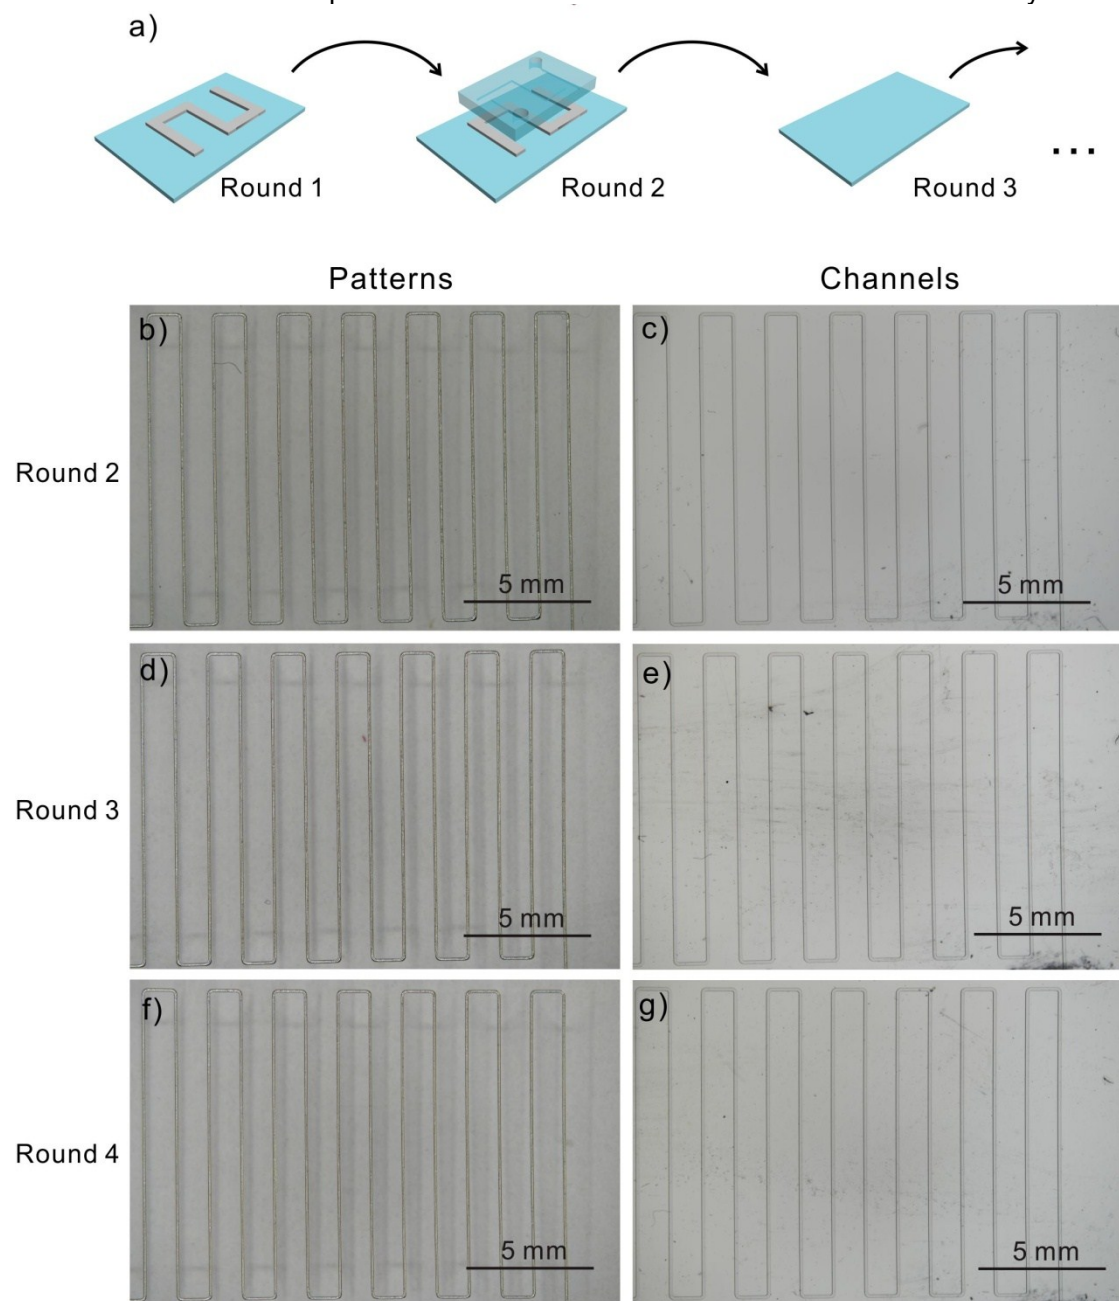 a)
Round 1
Round 2
Round 3
...
Patterns
Channels
Round 2
b)
5 mm
c)
5 mm
Round 3
d)
5 mm
e)
5 mm
Round 4
f)
5 mm
g)
5 mm